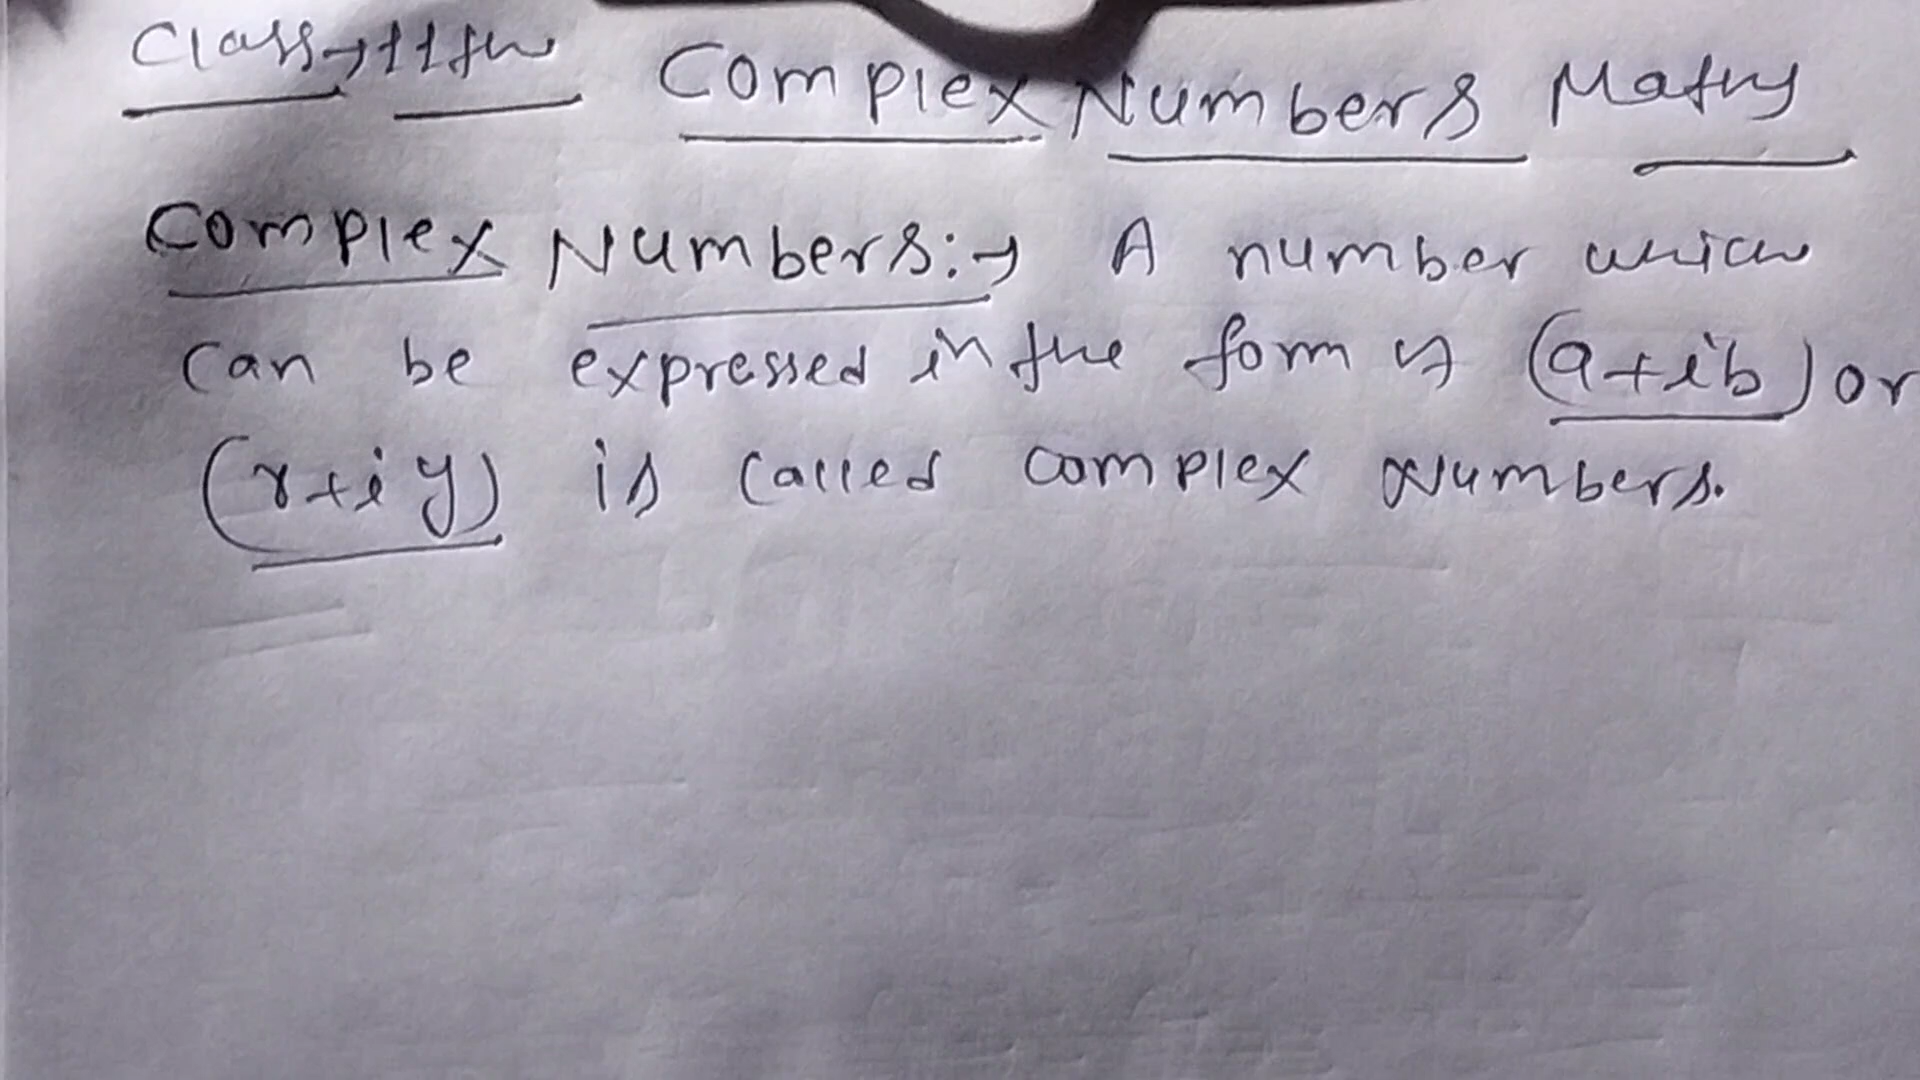 Class→11th Complex Numbers Maths
Complex Numbers:→ A number which
can be expressed in the form of (a+ib) or
(x+iy) is called complex Numbers.